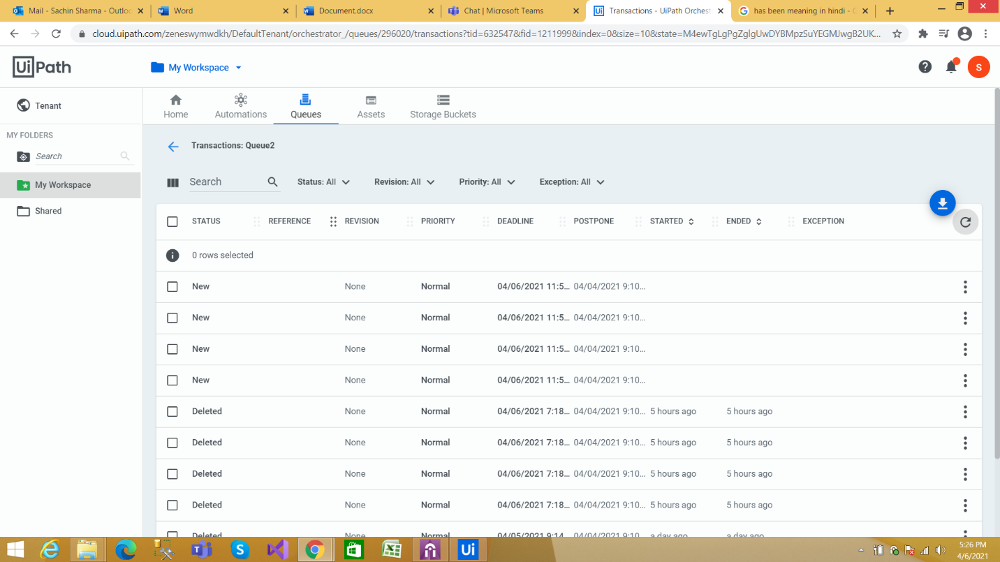 Mail - Sachin Sharma - Outloo
Word
Document.docx
Chat | Microsoft Teams
Transactions - UiPath Orchest
has been meaning in hindi - G
cloud.uipath.com/zeneswymwdkh/DefaultTenant/orchestrator_/queues/296020/transactions?tid=632547&fid=1211999&index=0&size=10&state=M4ewTgLgPgZglgUwDYBMpzSuYEGMJwgB2UK...
UiPath
My Workspace
S
Tenant
MY FOLDERS
Search
My Workspace
Shared
Home
Automations
Queues
Assets
Storage Buckets
Transactions: Queue2
Search
Status: All
Revision: All
Priority: All
Exception: All
STATUS REFERENCE REVISION PRIORITY DEADLINE POSTPONE STARTED ENDED EXCEPTION
0 rows selected
New None Normal 04/06/2021 11:5... 04/04/2021 9:10...
New None Normal 04/06/2021 11:5... 04/04/2021 9:10...
New None Normal 04/06/2021 11:5... 04/04/2021 9:10...
New None Normal 04/06/2021 11:5... 04/04/2021 9:10...
Deleted None Normal 04/06/2021 7:18... 04/04/2021 9:10... 5 hours ago 5 hours ago
Deleted None Normal 04/06/2021 7:18... 04/04/2021 9:10... 5 hours ago 5 hours ago
Deleted None Normal 04/06/2021 7:18... 04/04/2021 9:10... 5 hours ago 5 hours ago
Deleted None Normal 04/06/2021 7:18... 04/04/2021 9:10... 5 hours ago 5 hours ago
Deleted None Normal 04/05/2021 9:14... 04/04/2021 9:10... a day ago a day ago
Ui
5:26 PM
4/6/2021